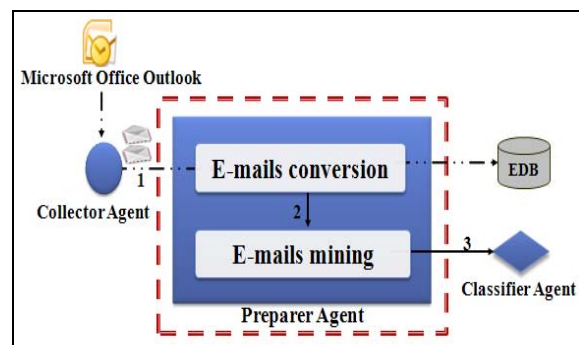 Microsoft Office Outlook
1
E-mails conversion
EDB
Collector Agent
2
E-mails mining
3
Classifier Agent
Preparer Agent